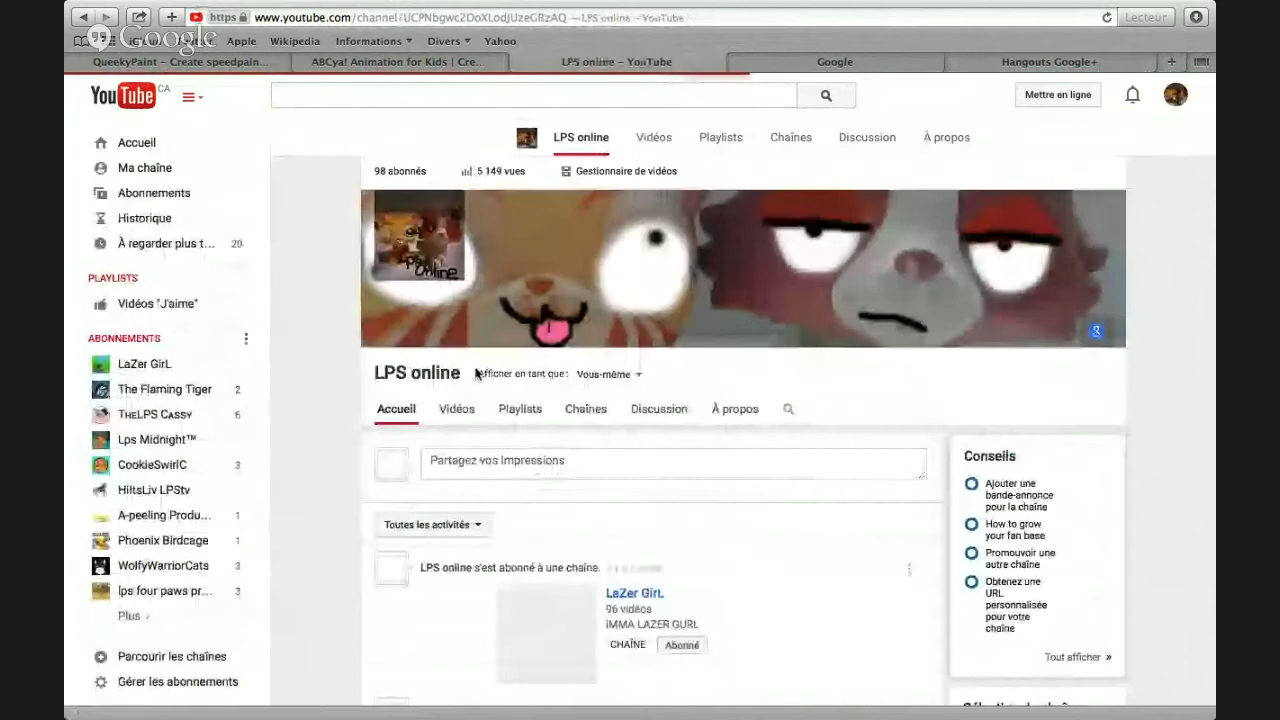 https www.youtube.com/channel/UCPNbgwc2DoXLodJUzeGRzAQ — LPS online – YouTube
Lecteur
Google
Apple Wikipedia Informations Divers Yahoo
QueekyPaint – Create speedpain... ABCya! Animation for Kids | Cre... LPS online – YouTube Google Hangouts Google+
YouTube CA
Mettre en ligne
LPS online Vidéos Playlists Chaînes Discussion À propos
98 abonnés 5 149 vues Gestionnaire de vidéos
Accueil
Ma chaîne
Abonnements
Historique
À regarder plus t... 20
PLAYLISTS
Vidéos "J'aime"
ABONNEMENTS
LaZer GirL
The Flaming Tiger 2
TheLPS Cassy 6
Lps Midnight™
CookieSwirlC 3
HiltsLiv LPStv
A-peeling Produ... 1
Phoenix Birdcage 1
WolfyWarriorCats 3
lps four paws pr... 3
Plus ›
Parcourir les chaînes
Gérer les abonnements
Lps online
8
LPS online Afficher en tant que : Vous-même
Accueil Vidéos Playlists Chaînes Discussion À propos
Partagez vos impressions
Toutes les activités
LPS online s'est abonné à une chaîne.
LaZer GirL
96 vidéos
IMMA LAZER GURL
CHAÎNE Abonné
Conseils
Ajouter une
bande-annonce
pour la chaîne
How to grow
your fan base
Promouvoir une
autre chaîne
Obtenez une
URL
personnalisée
pour votre
chaîne
Tout afficher »